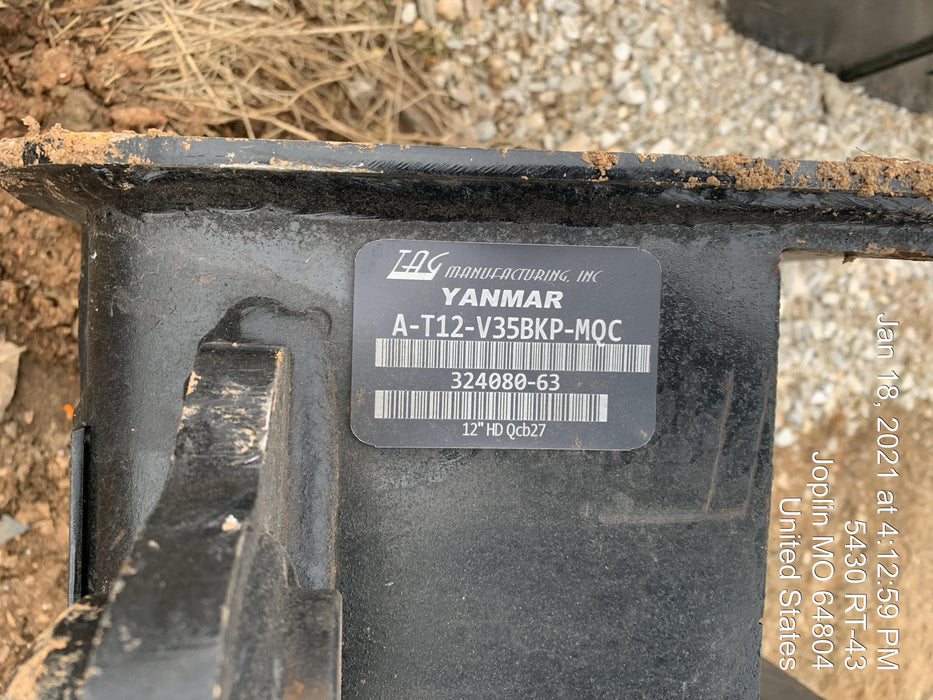 TAG MANUFACTURING, INC
YANMAR
A-T12-V35BKP-MQC
324080-63
12" HD Qcb27
Jan 18, 2021 at 4:12:59 PM
5430 RT-43
Joplin MO 64804
United States